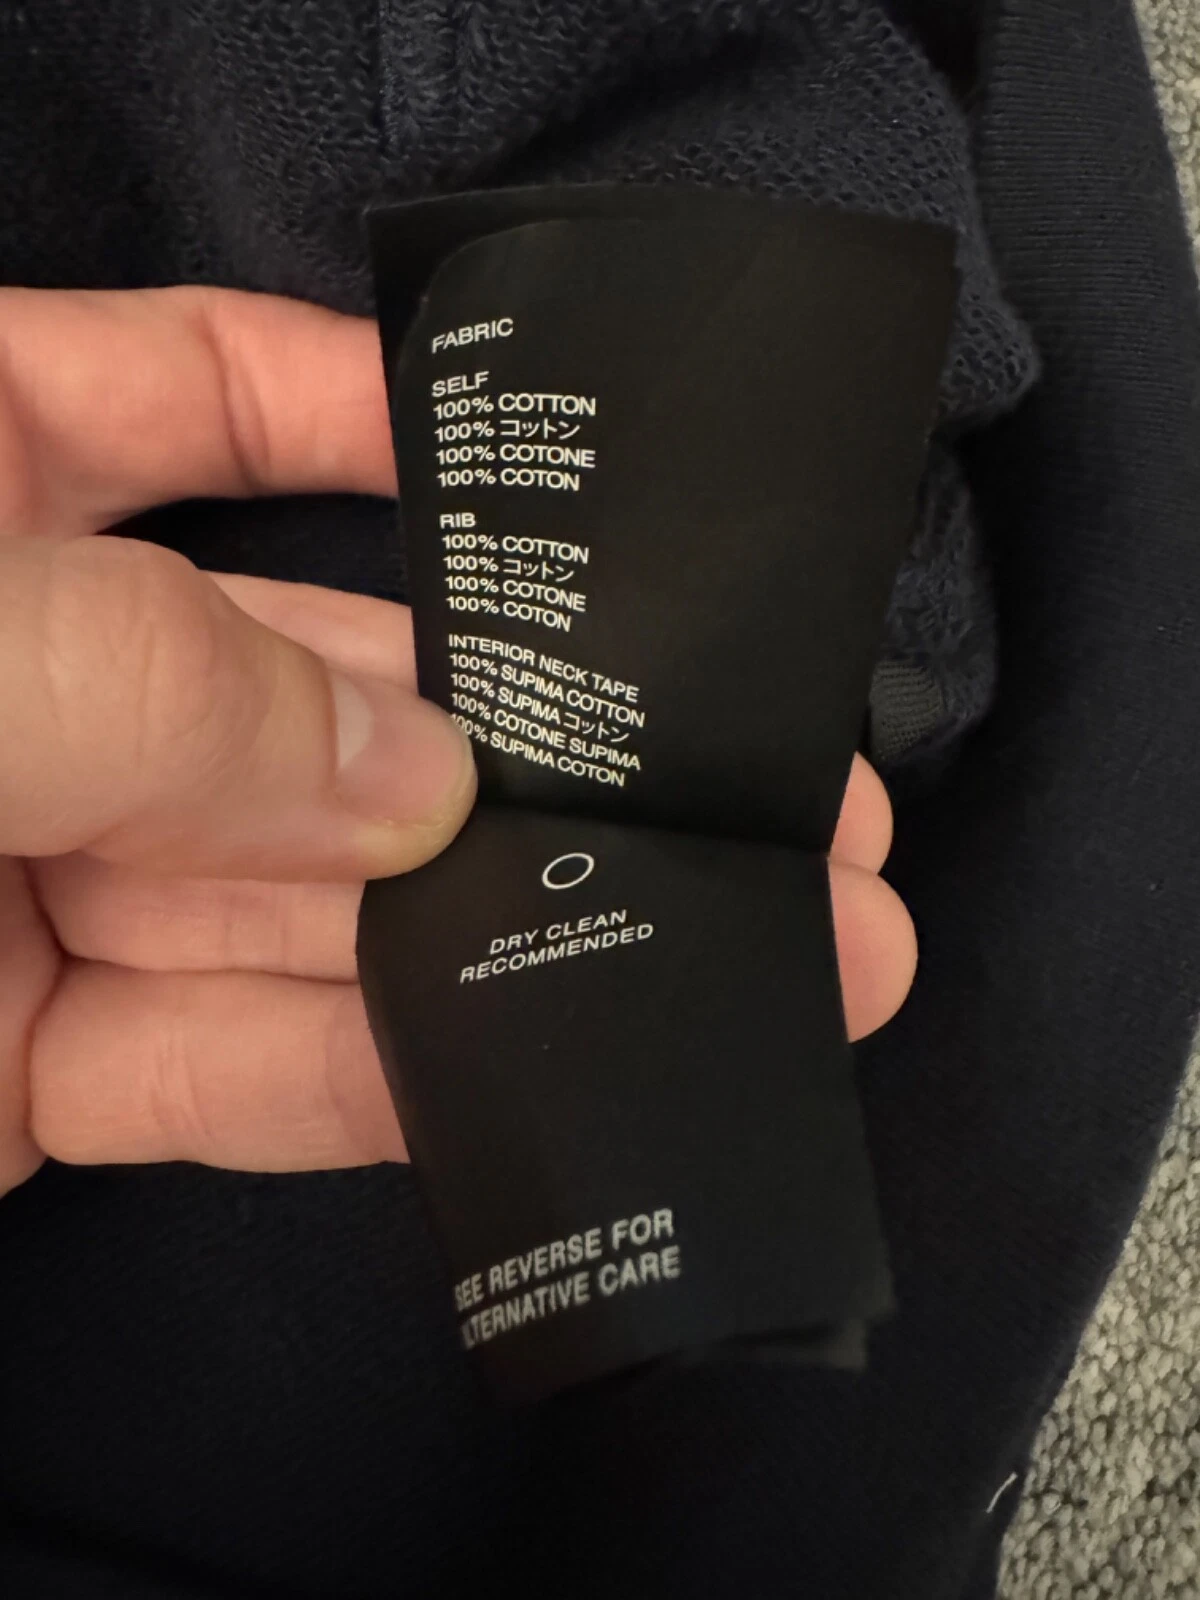 FABRIC
SELF
100% COTTON
100% コットン
100% COTONE
100% COTON
RIB
100% COTTON
100% コットン
100% COTONE
100% COTON
INTERIOR NECK TAPE
100% SUPIMA COTTON
100% SUPIMA コットン
100% COTONE SUPIMA
100% SUPIMA COTON
DRY CLEAN
RECOMMENDED
SEE REVERSE FOR
ALTERNATIVE CARE